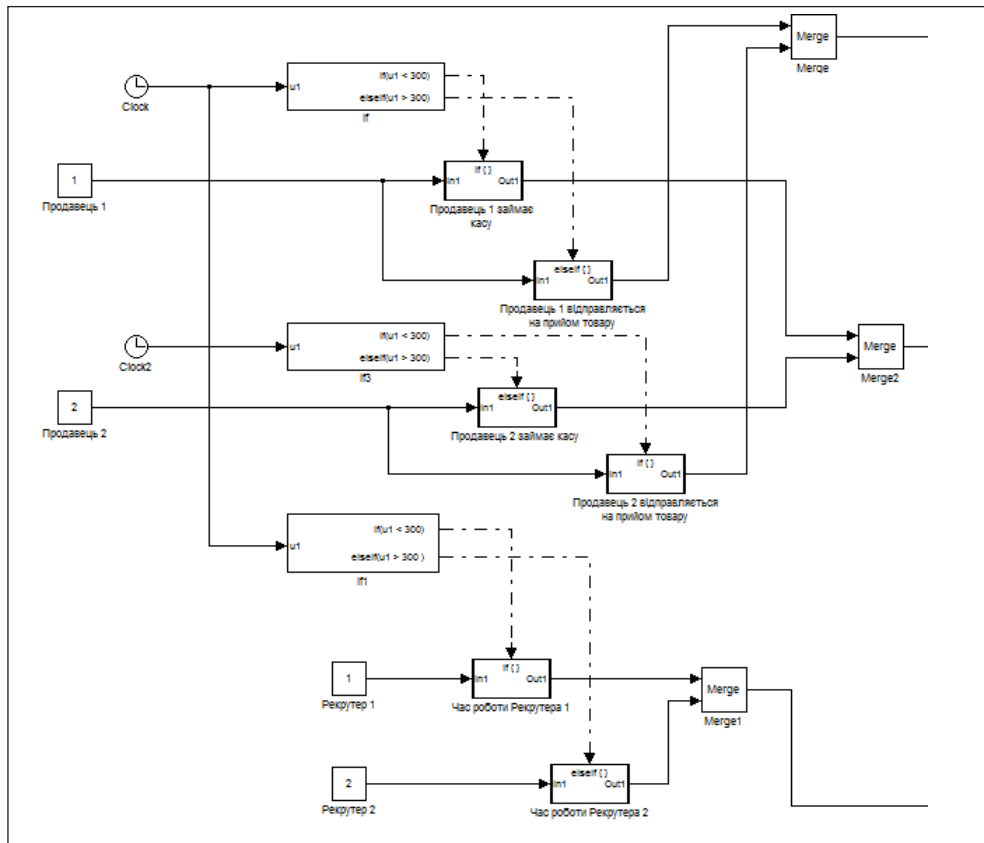 Merge
Merge
Clock
u1
if(u1 < 300)
elseif(u1 > 300)
If
1
Продавець 1
In1
if { }
Out1
Продавець 1 займає
касу
In1
elseif { }
Out1
Продавець 1 відправляється
на прийом товару
Clock2
u1
if(u1 < 300)
elseif(u1 > 300)
If3
Merge
Merge2
2
Продавець 2
In1
elseif { }
Out1
Продавець 2 займає касу
In1
if { }
Out1
Продавець 2 відправляється
на прийом товару
u1
if(u1 < 300)
elseif(u1 > 300 )
If1
1
Рекрутер 1
In1
if { }
Out1
Час роботи Рекрутера 1
Merge
Merge1
2
Рекрутер 2
In1
elseif { }
Out1
Час роботи Рекрутера 2